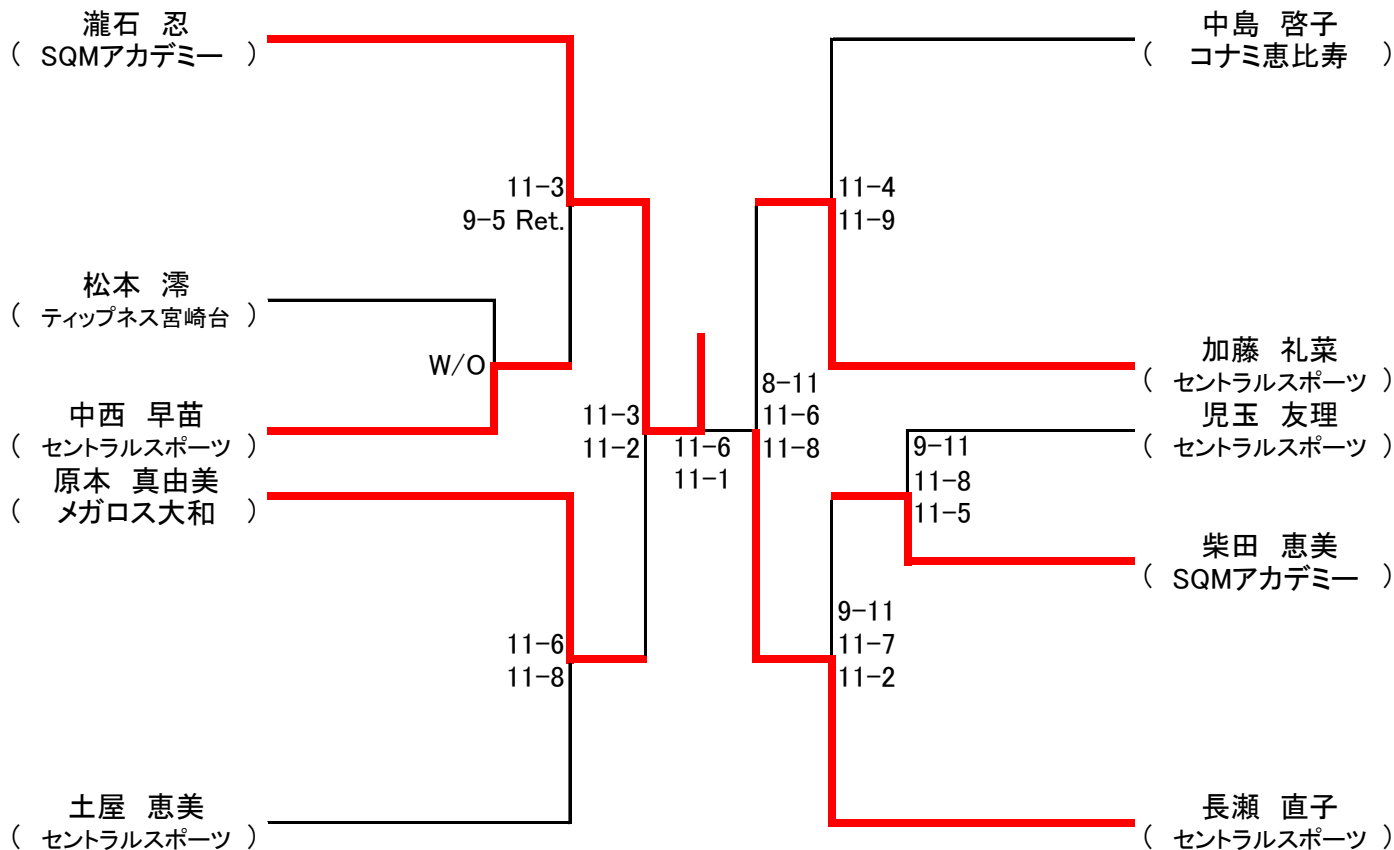 瀧石 忍
( SQMアカデミー )
11-3
9-5 Ret.
松本 澪
( ティップネス宮崎台 )
W/O
中西 早苗
( セントラルスポーツ )
11-3
11-2
原本 真由美
( メガロス大和 )
11-6
11-8
土屋 恵美
( セントラルスポーツ )
11-6
11-1
中島 啓子
( コナミ恵比寿 )
11-4
11-9
加藤 礼菜
( セントラルスポーツ )
8-11
11-6
11-8
児玉 友理
( セントラルスポーツ )
9-11
11-8
11-5
柴田 恵美
( SQMアカデミー )
9-11
11-7
11-2
長瀬 直子
( セントラルスポーツ )